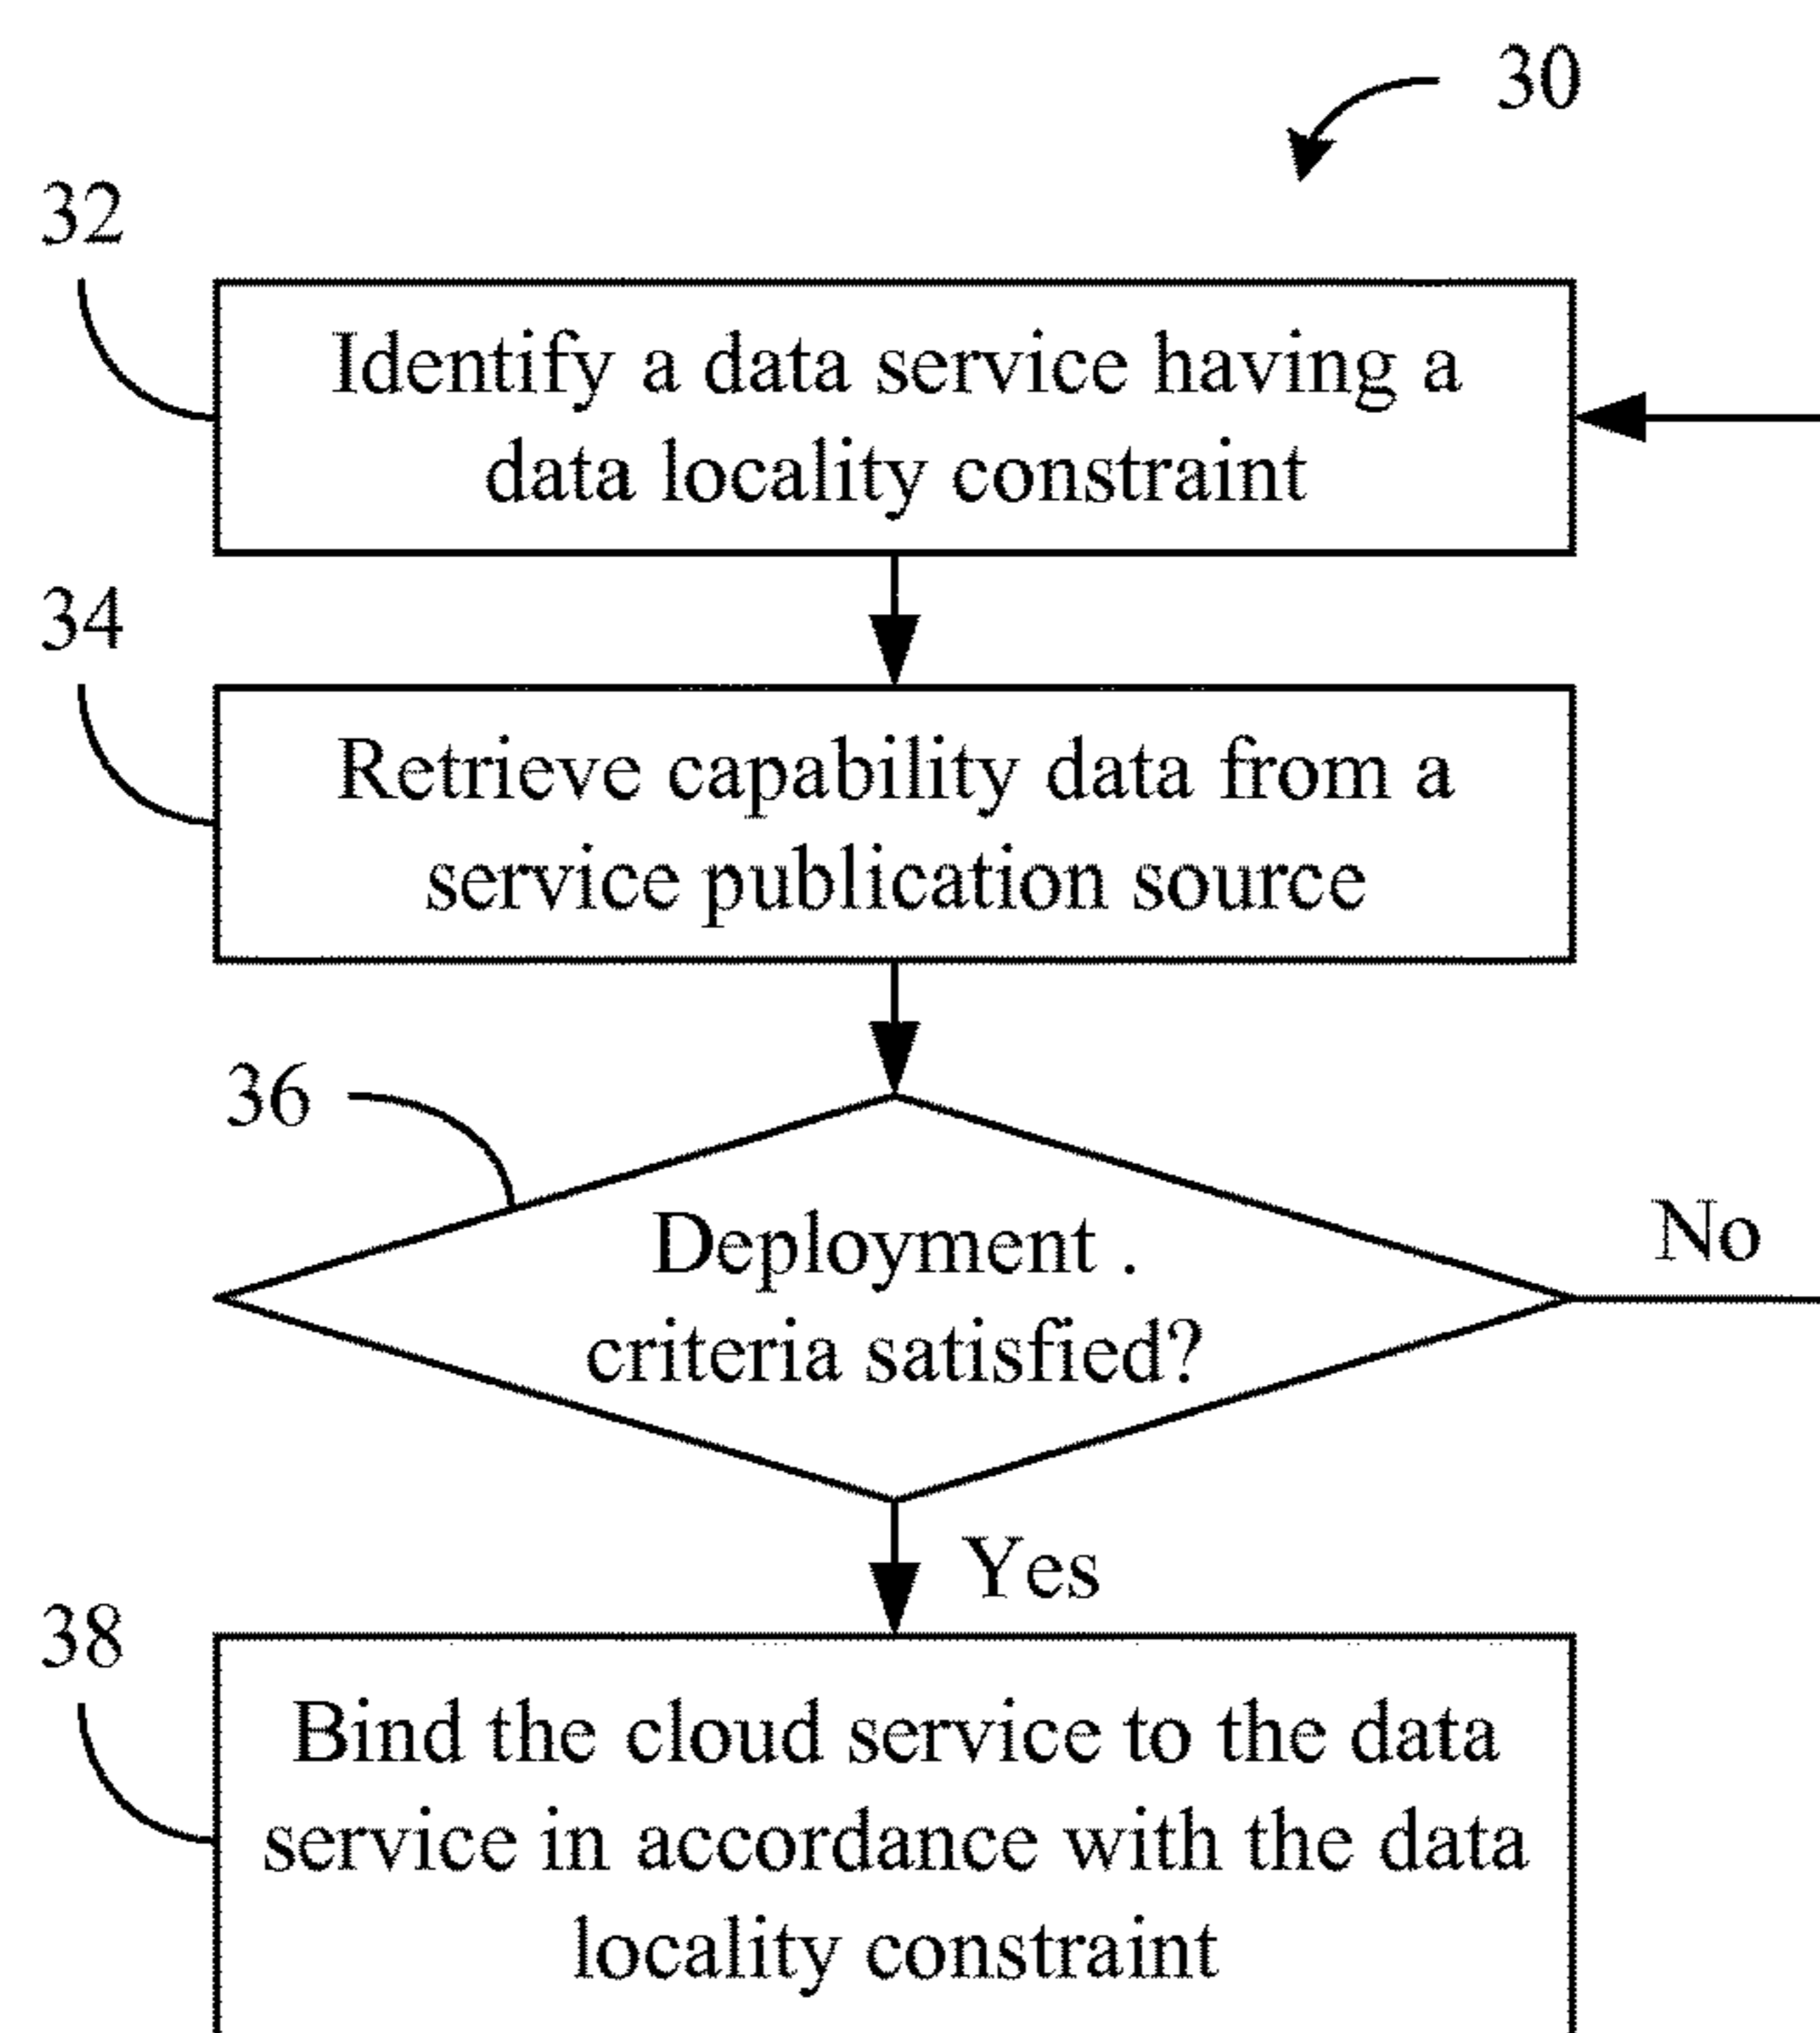 30
32
Identify a data service having a
data locality constraint
34
Retrieve capability data from a
service publication source
36
Deployment .
criteria satisfied?
No
Yes
38
Bind the cloud service to the data
service in accordance with the data
locality constraint